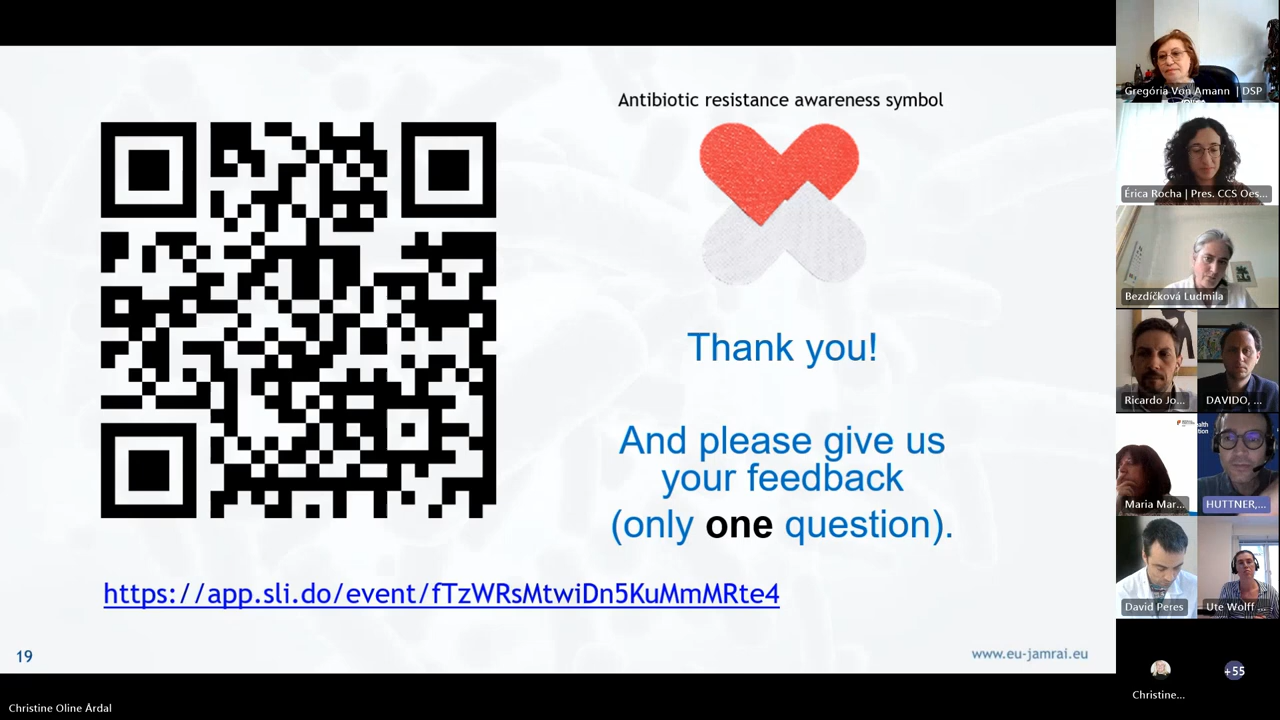 Antibiotic resistance awareness symbol
Thank you!
And please give us
your feedback
(only one question).
https://app.sli.do/event/fTzWRsMtwiDn5KuMmMRte4
19
www.eu-jamrai.eu
Christine Oline Årdal
Gregória Von Amann | DSP
Érica Rocha | Pres. CCS Oes...
Bezdíčková Ludmila
Ricardo Jo...
DAVIDO, ...
Maria Mar...
HUTTNER,...
David Peres
Ute Wolff ...
Christine...
+55